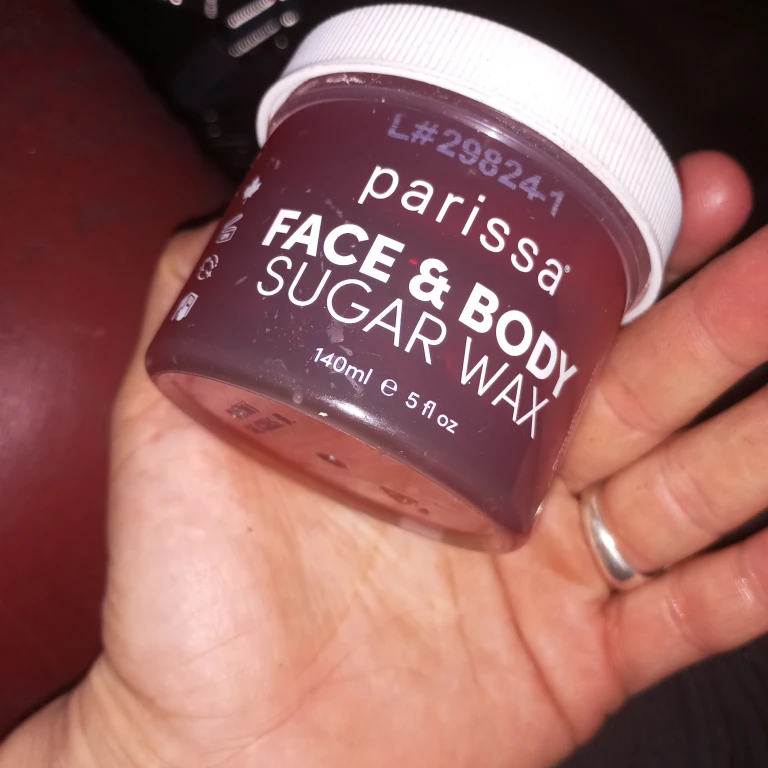 L#29824-1
parissa®
FACE & BODY
SUGAR WAX
140ml e 5 fl oz